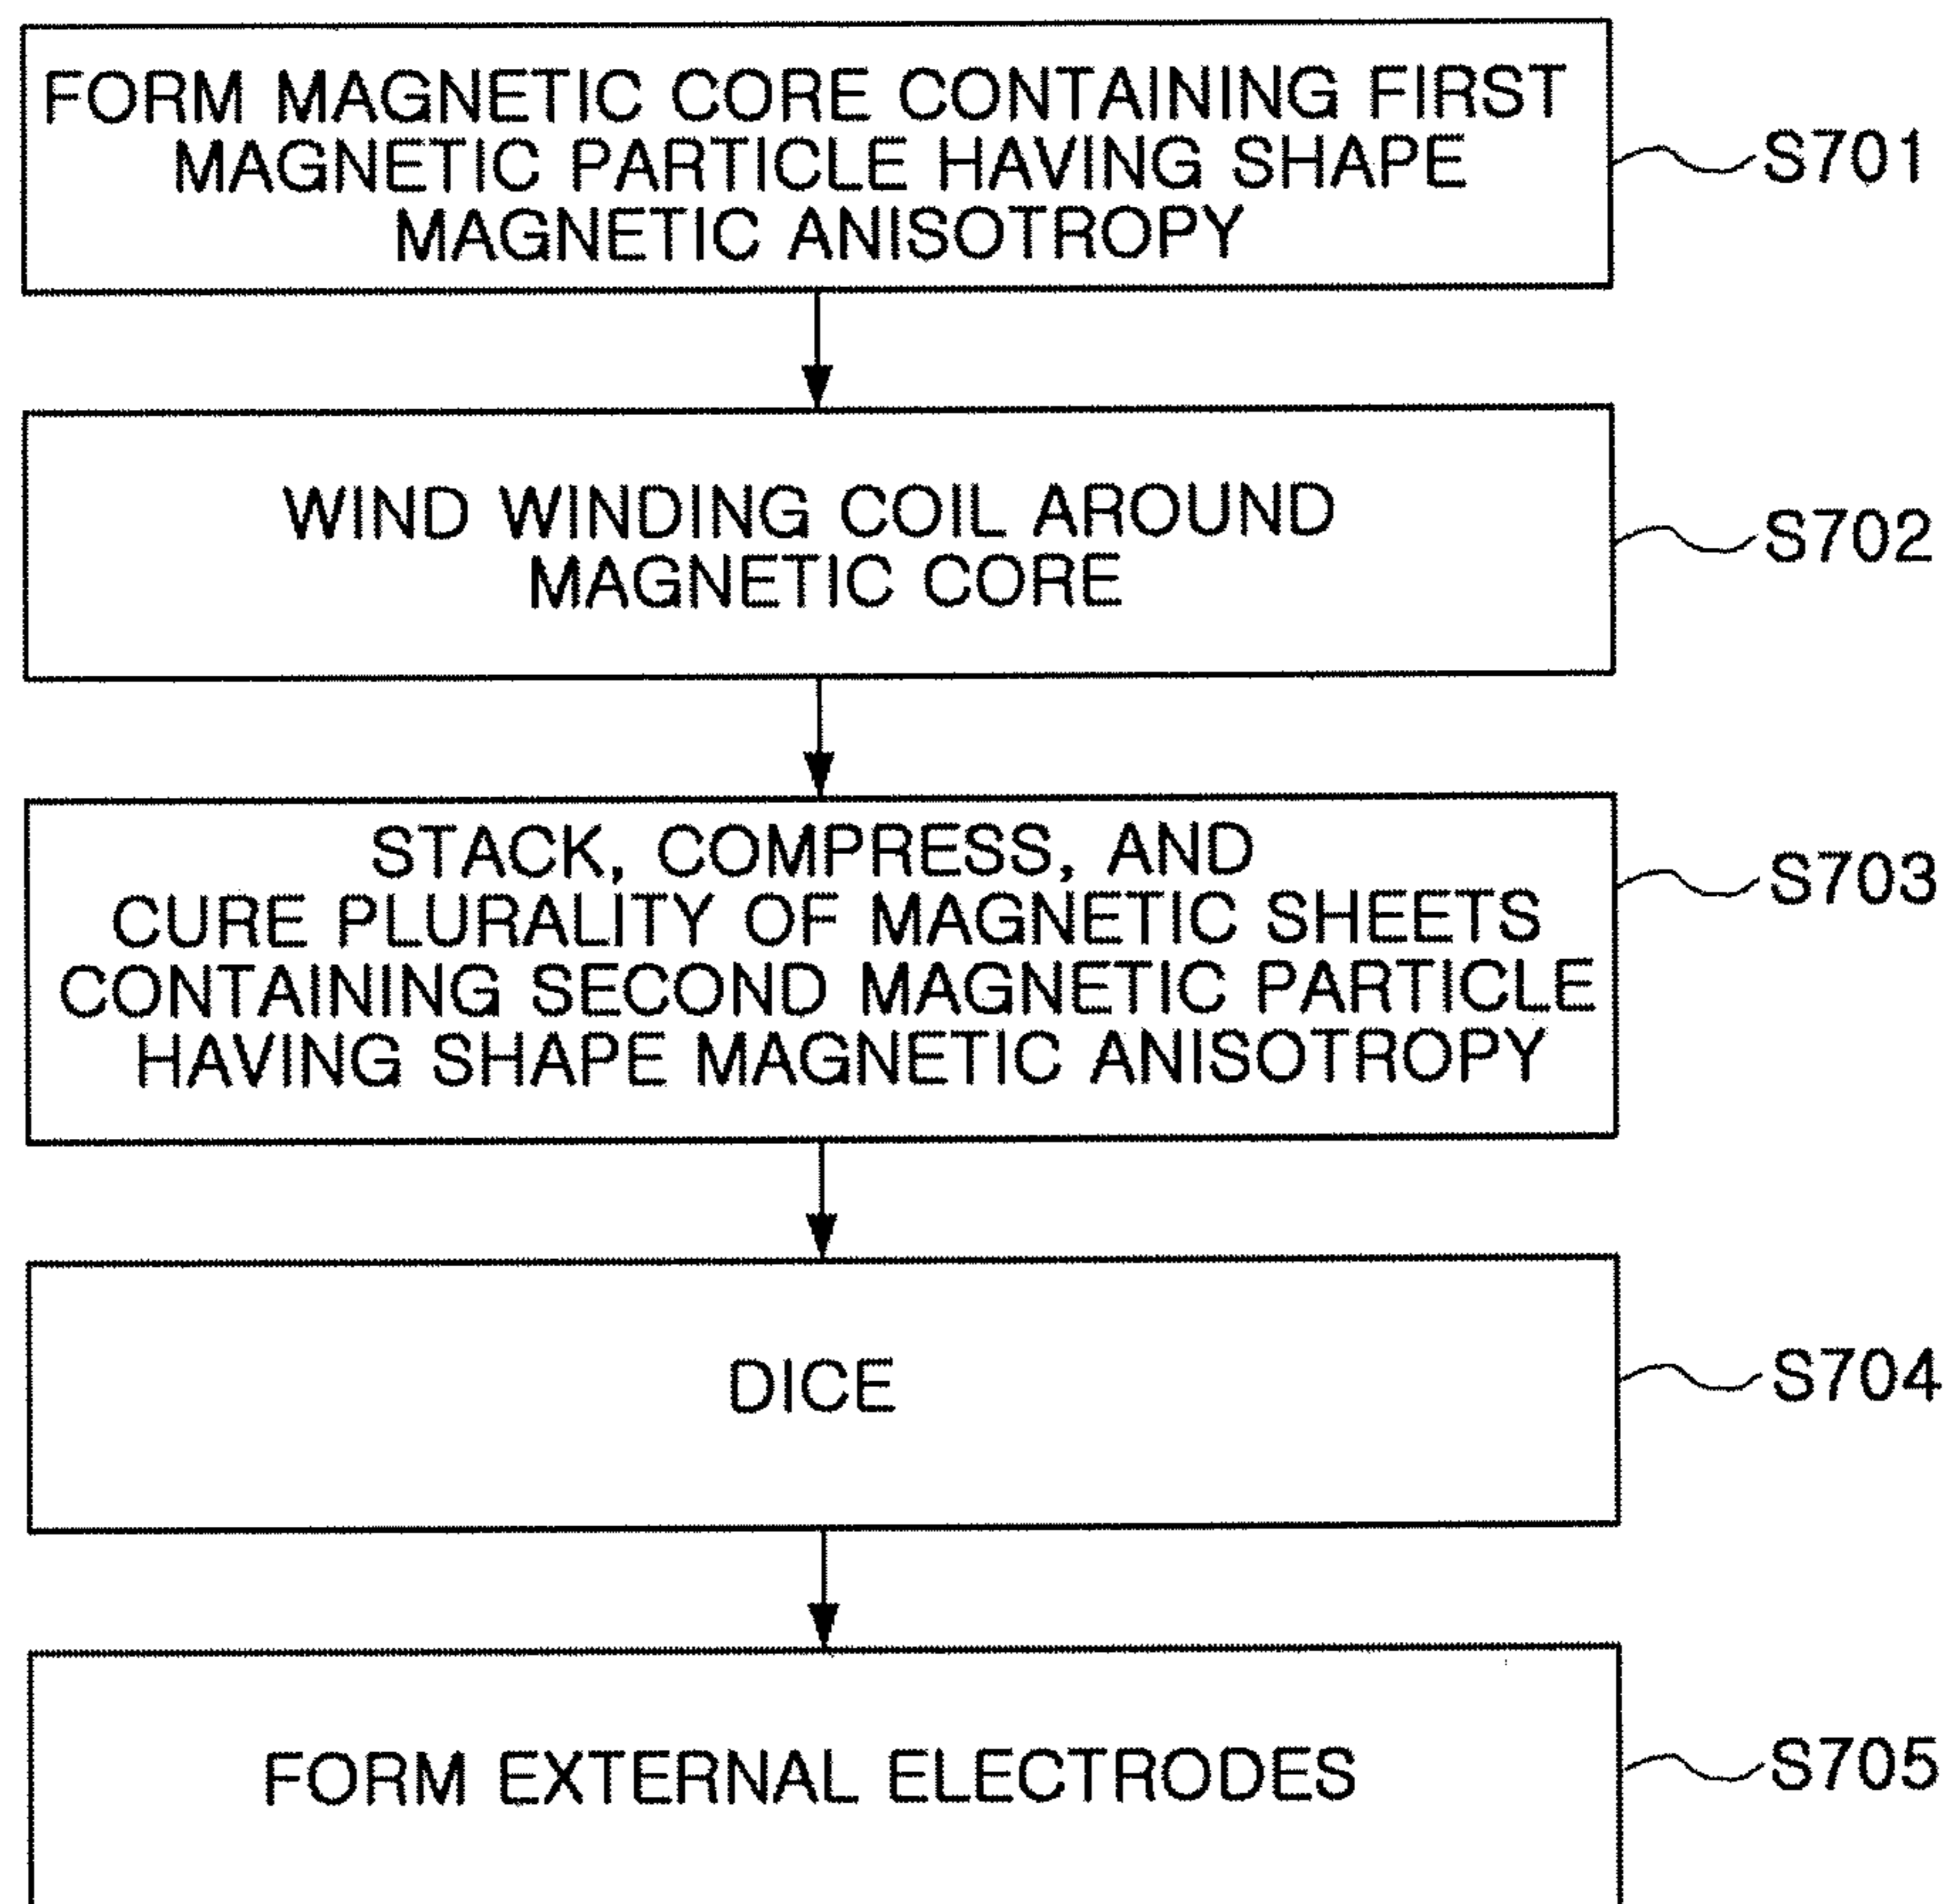 FORM MAGNETIC CORE CONTAINING FIRST
MAGNETIC PARTICLE HAVING SHAPE
MAGNETIC ANISOTROPY
S701
WIND WINDING COIL AROUND
MAGNETIC CORE
S702
STACK, COMPRESS, AND
CURE PLURALITY OF MAGNETIC SHEETS
CONTAINING SECOND MAGNETIC PARTICLE
HAVING SHAPE MAGNETIC ANISOTROPY
S703
DICE
S704
FORM EXTERNAL ELECTRODES
S705